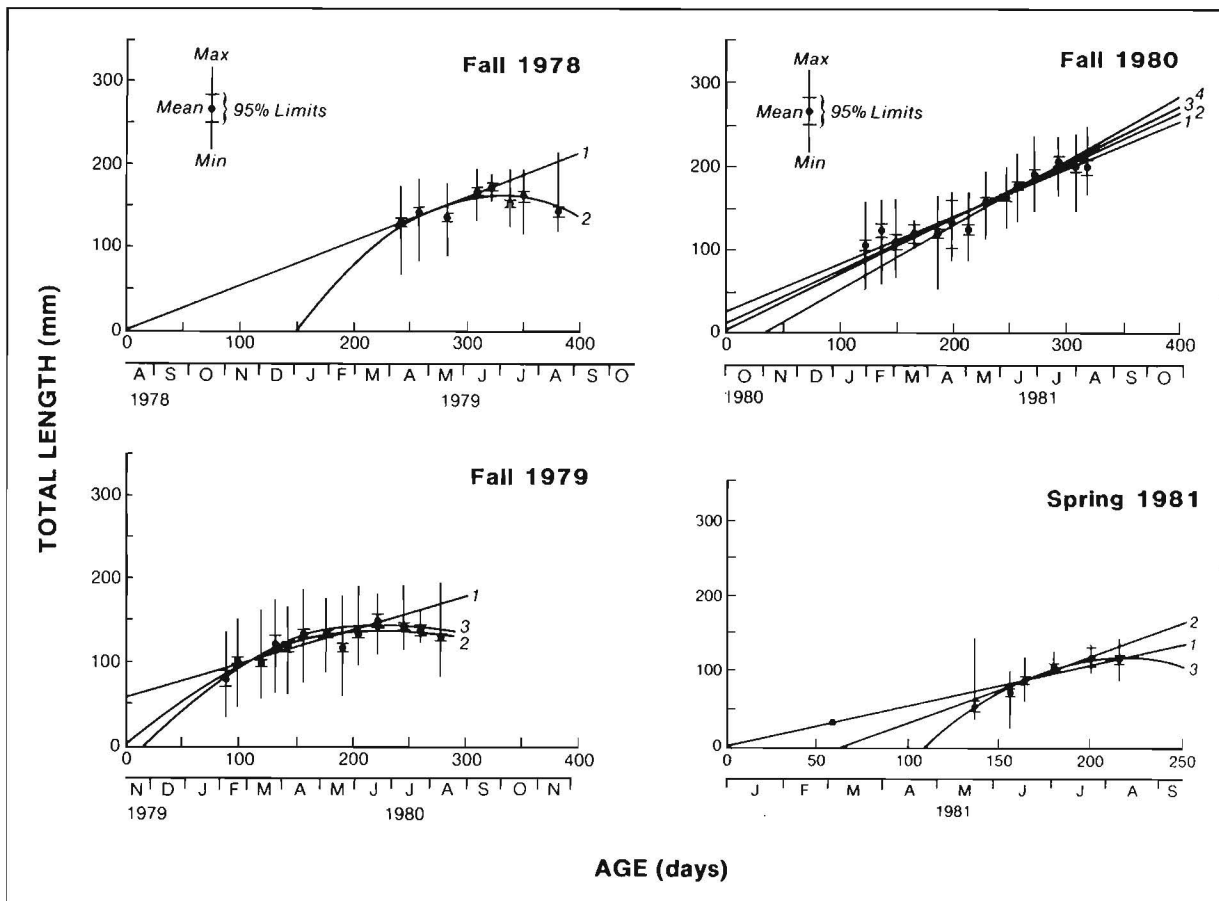 TOTAL LENGTH (mm)
Fall 1978
Max
Mean
95% Limits
Min
300
200
100
0
1
2
0 100 200 300 400
A S O N D J F M A M J J A S O
1978 1979
Fall 1980
Max
Mean
95% Limits
Min
300
200
100
0
4
3
2
1
0 100 200 300 400
O N D J F M A M J J A S O
1980 1981
Fall 1979
300
200
100
0
1
3
2
0 100 200 300 400
N D J F M A M J J A S O N
1979 1980
Spring 1981
300
200
100
0
2
1
3
0 50 100 150 200 250
J F M A M J J A S
1981
AGE (days)